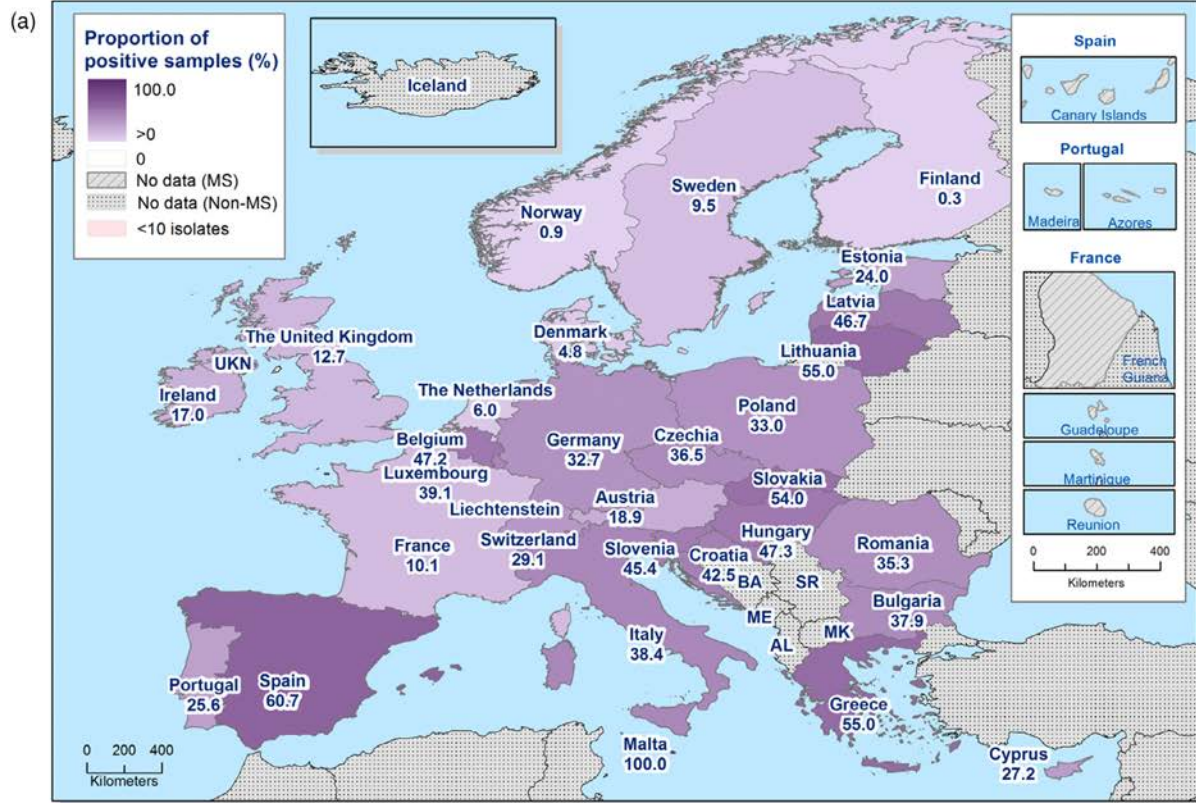 (a)
Proportion of
positive samples (%)
100.0
>0
0
No data (MS)
No data (Non-MS)
<10 isolates
Iceland
Spain
Canary Islands
Portugal
Madeira
Azores
France
French
Guiana
Guadeloupe
Martinique
Reunion
0 200 400
Kilometers
Norway
0.9
Sweden
9.5
Finland
0.3
Estonia
24.0
Latvia
46.7
Lithuania
55.0
Denmark
4.8
The United Kingdom
12.7
UKN
Ireland
17.0
The Netherlands
6.0
Belgium
47.2
Luxembourg
39.1
Germany
32.7
Poland
33.0
Czechia
36.5
Slovakia
54.0
Liechtenstein
Austria
18.9
Hungary
47.3
Switzerland
29.1
France
10.1
Slovenia
45.4
Croatia
42.5
Romania
35.3
BA
SR
Bulgaria
37.9
ME
MK
AL
Italy
38.4
Portugal
25.6
Spain
60.7
Greece
55.0
Malta
100.0
Cyprus
27.2
0 200 400
Kilometers